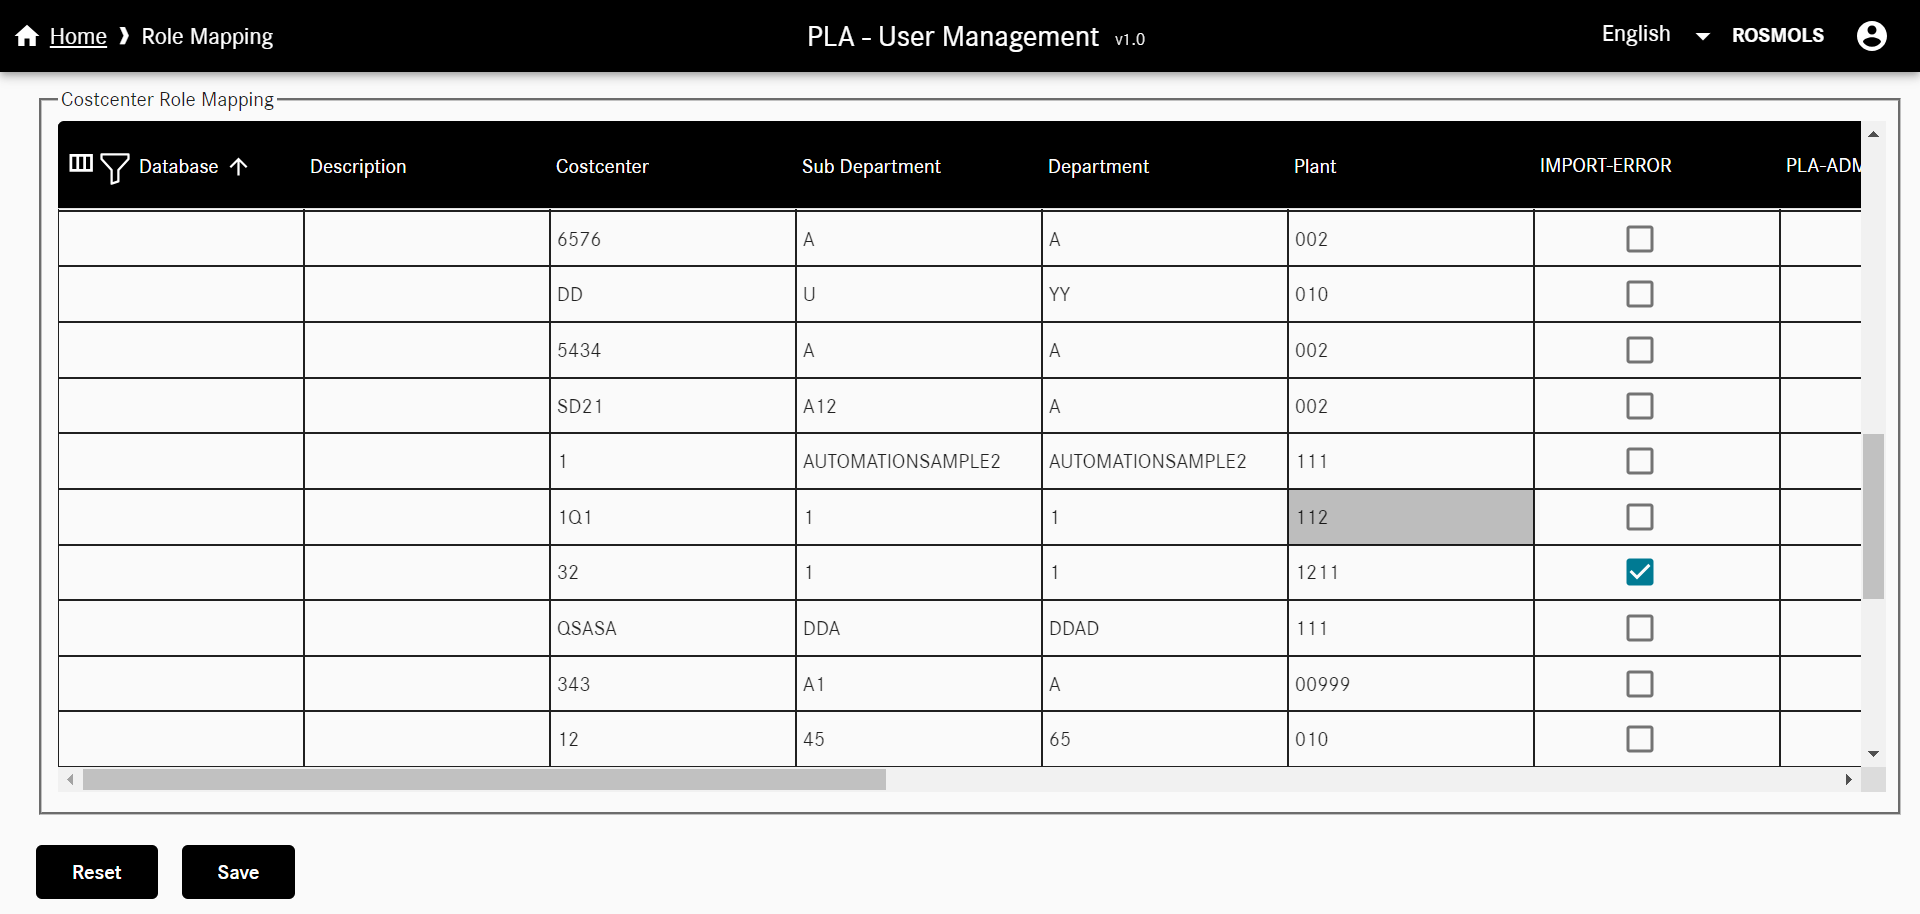 Home ❱ Role Mapping
PLA - User Management v1.0
English
ROSMOLS
Costcenter Role Mapping
Database Description Costcenter Sub Department Department Plant IMPORT-ERROR PLA-ADM
6576 A A 002
DD U YY 010
5434 A A 002
SD21 A12 A 002
1 AUTOMATIONSAMPLE2 AUTOMATIONSAMPLE2 111
1Q1 1 1 112
32 1 1 1211
QSASA DDA DDAD 111
343 A1 A 00999
12 45 65 010
Reset Save